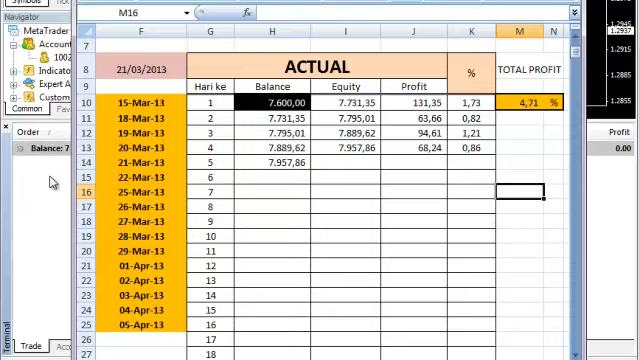 Symbols
M16
fx
Navigator
MetaTrader
Account
1002
Indicato
Expert A
Custom
Common
Fav
Order
Balance: 7
Terminal
Trade
Acc
F G H I J K L M N
7
8 21/03/2013 ACTUAL % TOTAL PROFIT
9 Hari ke Balance Equity Profit
10 15-Mar-13 1 7.600,00 7.731,35 131,35 1,73 4,71 %
11 18-Mar-13 2 7.731,35 7.795,01 63,66 0,82
12 19-Mar-13 3 7.795,01 7.889,62 94,61 1,21
13 20-Mar-13 4 7.889,62 7.957,86 68,24 0,86
14 21-Mar-13 5 7.957,86
15 22-Mar-13 6
16 25-Mar-13 7
17 26-Mar-13 8
18 27-Mar-13 9
19 28-Mar-13 10
20 29-Mar-13 11
21 01-Apr-13 12
22 02-Apr-13 13
23 03-Apr-13 14
24 04-Apr-13 15
25 05-Apr-13 16
26 17
27 18
1.2937
1.2895
1.2855
Profit
0.00